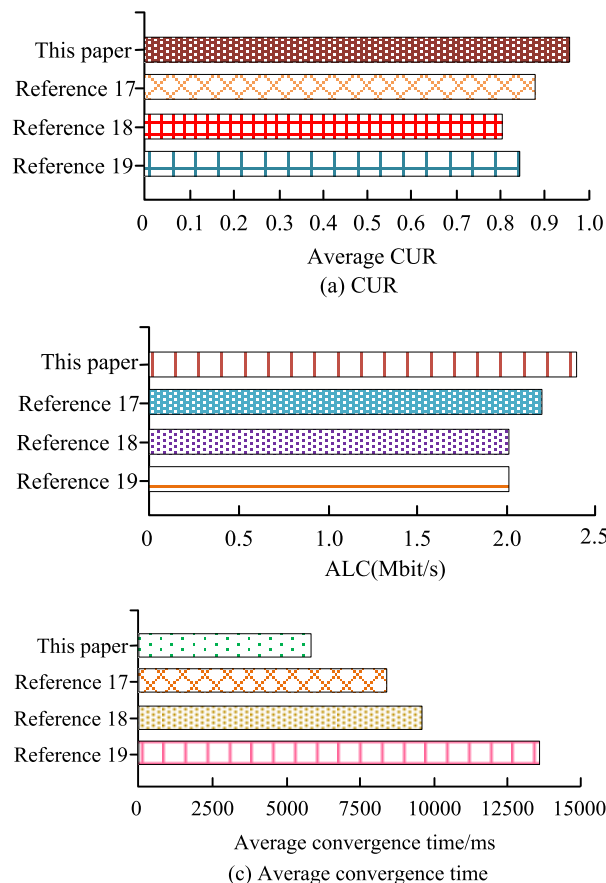 This paper
Reference 17
Reference 18
Reference 19
0 0.1 0.2 0.3 0.4 0.5 0.6 0.7 0.8 0.9 1.0
Average CUR
(a) CUR
This paper
Reference 17
Reference 18
Reference 19
0 0.5 1.0 1.5 2.0 2.5
ALC(Mbit/s)
This paper
Reference 17
Reference 18
Reference 19
0 2500 5000 7500 10000 12500 15000
Average convergence time/ms
(c) Average convergence time